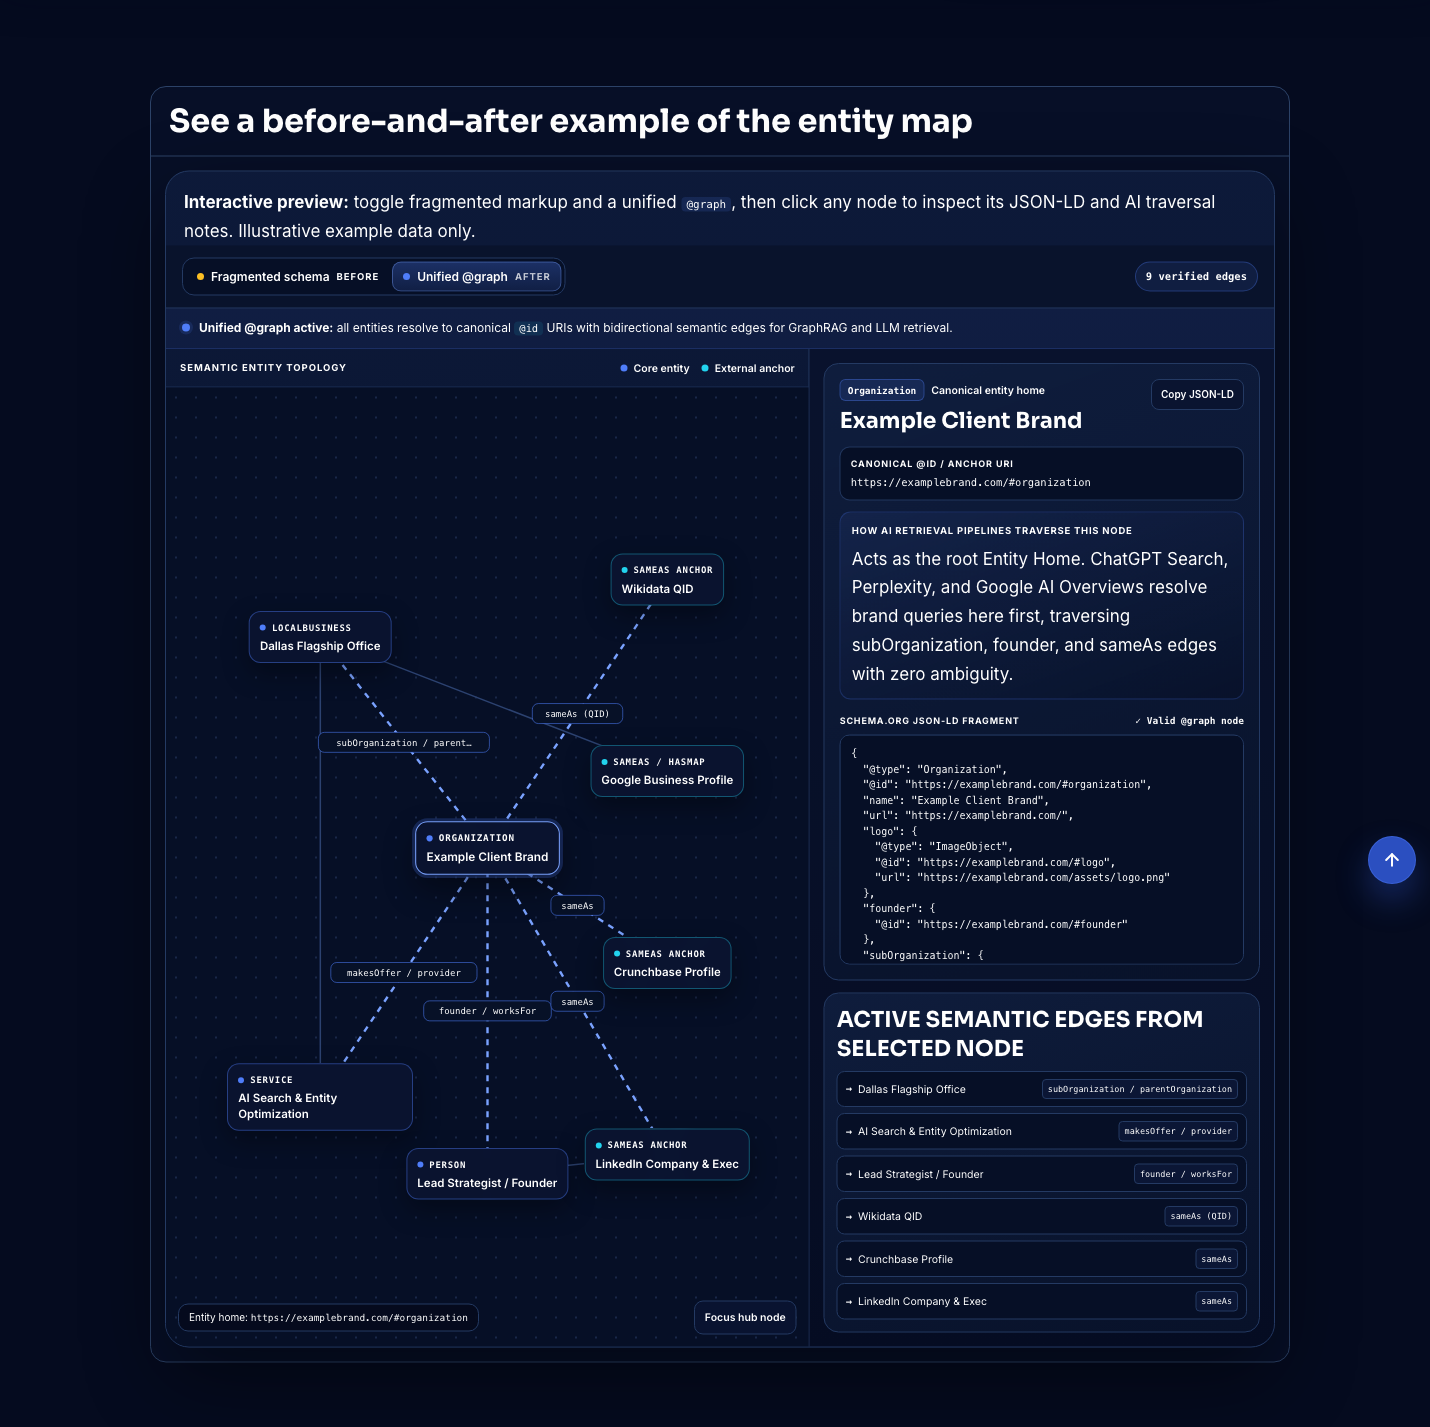 See a before-and-after example of the entity map
Interactive preview: toggle fragmented markup and a unified @graph, then click any node to inspect its JSON-LD and AI traversal
notes. Illustrative example data only.
Fragmented schema BEFORE
Unified @graph AFTER
9 verified edges
Unified @graph active: all entities resolve to canonical @id URIs with bidirectional semantic edges for GraphRAG and LLM retrieval.
SEMANTIC ENTITY TOPOLOGY
Core entity
External anchor
SAMEAS ANCHOR
Wikidata QID
LOCALBUSINESS
Dallas Flagship Office
sameAs (QID)
subOrganization / parent…
SAMEAS / HASMAP
Google Business Profile
ORGANIZATION
Example Client Brand
sameAs
SAMEAS ANCHOR
Crunchbase Profile
makesOffer / provider
sameAs
founder / worksFor
SERVICE
AI Search & Entity
Optimization
SAMEAS ANCHOR
LinkedIn Company & Exec
PERSON
Lead Strategist / Founder
Entity home: https://examplebrand.com/#organization
Focus hub node
Organization Canonical entity home
Copy JSON-LD
Example Client Brand
CANONICAL @ID / ANCHOR URI
https://examplebrand.com/#organization
HOW AI RETRIEVAL PIPELINES TRAVERSE THIS NODE
Acts as the root Entity Home. ChatGPT Search,
Perplexity, and Google AI Overviews resolve
brand queries here first, traversing
subOrganization, founder, and sameAs edges
with zero ambiguity.
SCHEMA.ORG JSON-LD FRAGMENT
✓ Valid @graph node
{
"@type": "Organization",
"@id": "https://examplebrand.com/#organization",
"name": "Example Client Brand",
"url": "https://examplebrand.com/",
"logo": {
"@type": "ImageObject",
"@id": "https://examplebrand.com/#logo",
"url": "https://examplebrand.com/assets/logo.png"
},
"founder": {
"@id": "https://examplebrand.com/#founder"
},
"subOrganization": {
ACTIVE SEMANTIC EDGES FROM
SELECTED NODE
→ Dallas Flagship Office subOrganization / parentOrganization
→ AI Search & Entity Optimization makesOffer / provider
→ Lead Strategist / Founder founder / worksFor
→ Wikidata QID sameAs (QID)
→ Crunchbase Profile sameAs
→ LinkedIn Company & Exec sameAs